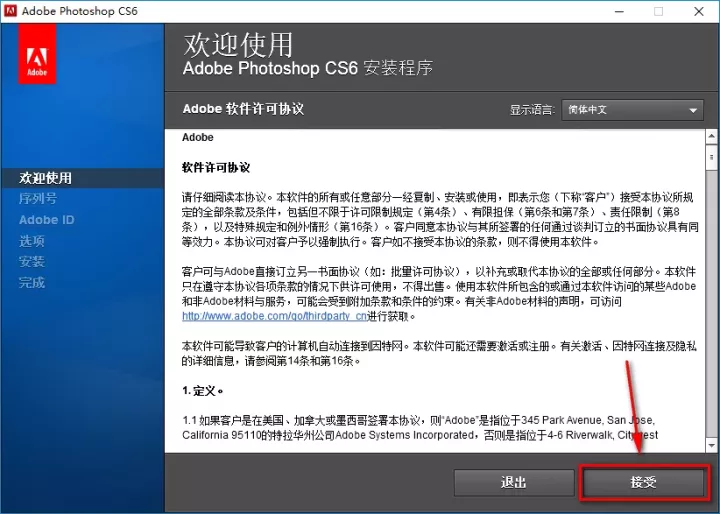 Adobe Photoshop CS6
Adobe
欢迎使用
Adobe Photoshop CS6 安装程序
Adobe 软件许可协议
显示语言:
简体中文
欢迎使用
序列号
Adobe ID
选项
安装
完成
Adobe
软件许可协议
请仔细阅读本协议。本软件的所有或任意部分一经复制、安装或使用，即表示您（下称“客户”）接受本协议所规
定的全部条款及条件，包括但不限于许可限制规定（第4条）、有限担保（第6条和第7条）、责任限制（第8
条），以及特殊规定和例外情形（第16条）。客户同意本协议与其所签署的任何通过谈判订立的书面协议具有同
等效力。本协议可对客户予以强制执行。客户如不接受本协议的条款，则不得使用本软件。
客户可与Adobe直接订立另一书面协议（如：批量许可协议），以补充或取代本协议的全部或任何部分。本软件
只在遵守本协议各项条款的情况下供许可使用，不得出售。使用本软件所包含的或通过本软件访问的某些Adobe
和非Adobe材料与服务，可能会受到附加条款和条件的约束。有关非Adobe材料的声明，可访问
http://www.adobe.com/go/thirdparty_cn进行获取。
本软件可能导致客户的计算机自动连接到因特网。本软件可能还需要激活或注册。有关激活、因特网连接及隐私
的详细信息，请参阅第14条和第16条。
1. 定义。
1.1 如果客户是在美国、加拿大或墨西哥签署本协议，则“Adobe”是指位于345 Park Avenue, San Jose,
California 95110的特拉华州公司Adobe Systems Incorporated，否则是指位于4-6 Riverwalk, Citywest
退出
接受